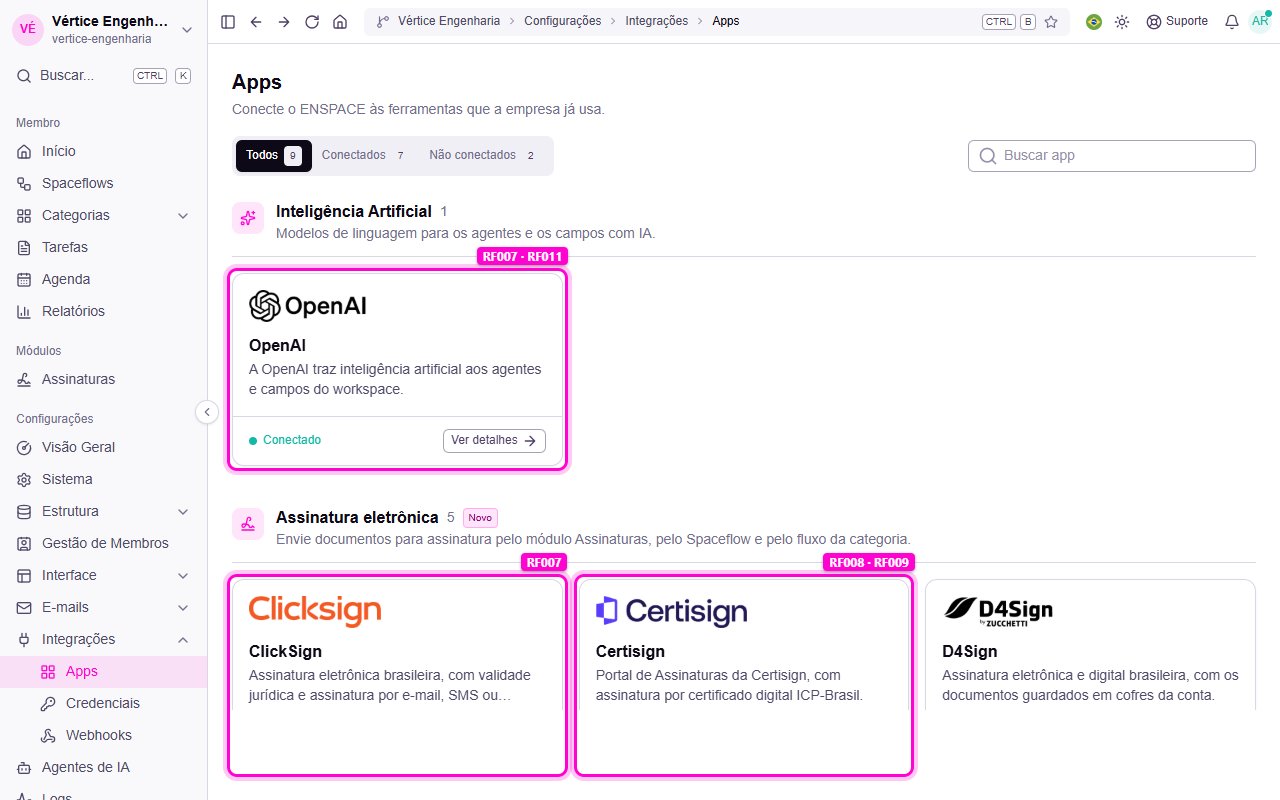 VÉ
Vértice Engenh...
vertice-engenharia
Buscar...
CTRL K
Membro
Início
Spaceflows
Categorias
Tarefas
Agenda
Relatórios
Módulos
Assinaturas
Configurações
Visão Geral
Sistema
Estrutura
Gestão de Membros
Interface
E-mails
Integrações
Apps
Credenciais
Webhooks
Agentes de IA
Logs
Vértice Engenharia
Configurações
Integrações
Apps
CTRL B
Suporte
AR
Apps
Conecte o ENSPACE às ferramentas que a empresa já usa.
Todos 9
Conectados 7
Não conectados 2
Buscar app
Inteligência Artificial 1
Modelos de linguagem para os agentes e os campos com IA.
RF007 - RF011
OpenAI
OpenAI
A OpenAI traz inteligência artificial aos agentes
e campos do workspace.
Conectado
Ver detalhes
Assinatura eletrônica 5 Novo
Envie documentos para assinatura pelo módulo Assinaturas, pelo Spaceflow e pelo fluxo da categoria.
RF007
Clicksign
ClickSign
Assinatura eletrônica brasileira, com validade
jurídica e assinatura por e-mail, SMS ou...
RF008 - RF009
Certisign
Certisign
Portal de Assinaturas da Certisign, com
assinatura por certificado digital ICP-Brasil.
D4Sign
by ZUCCHETTI
D4Sign
Assinatura eletrônica e digital brasileira, com os
documentos guardados em cofres da conta.